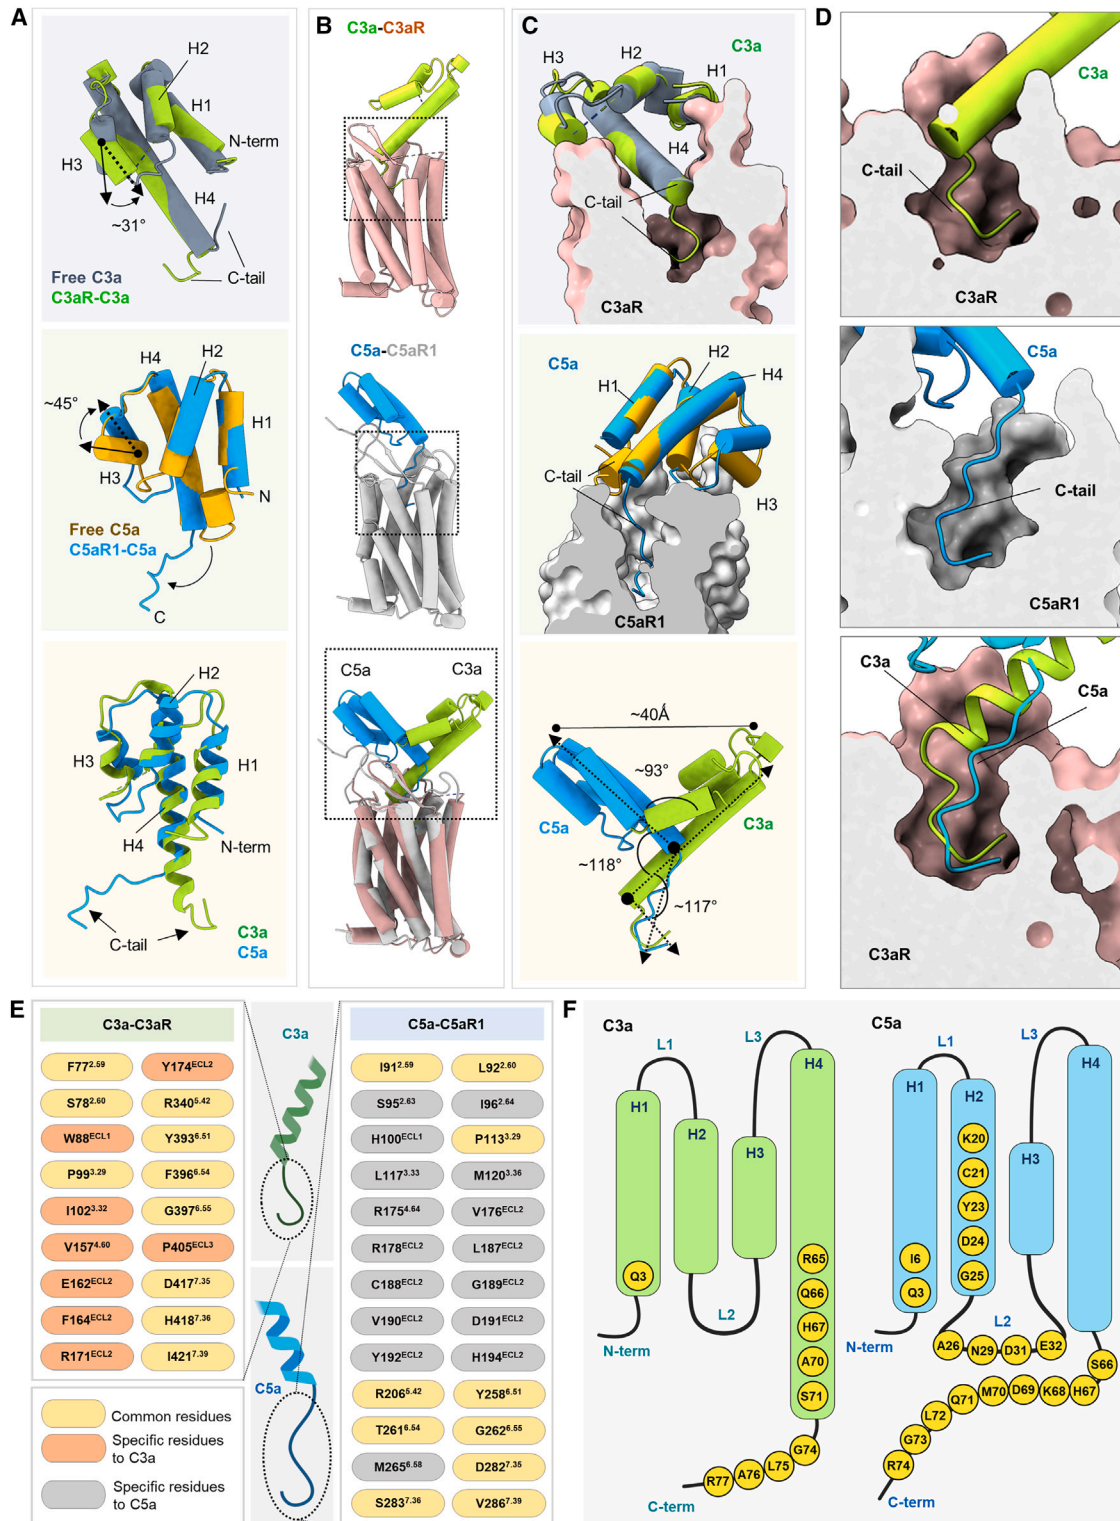 A
H2
H1
N-term
H3
H4
~31°
C-tail
Free C3a
C3aR-C3a
H4
H2
~45°
H1
H3
N
Free C5a
C5aR1-C5a
C
H2
H3
H1
H4
N-term
C-tail
C3a
C5a
B
C3a-C3aR
C5a-C5aR1
C5a
C3a
C
H3
H2
C3a
H1
H4
C-tail
C3aR
C5a
H2
H1
H4
C-tail
H3
C5aR1
~40Å
~93°
C5a
C3a
~118°
~117°
D
C3a
C-tail
C3aR
C5a
C-tail
C5aR1
C3a
C5a
C3aR
E
C3a-C3aR
F77^2.59 Y174^ECL2
S78^2.60 R340^5.42
W88^ECL1 Y393^6.51
P99^3.29 F396^6.54
I102^3.32 G397^6.55
V157^4.60 P405^ECL3
E162^ECL2 D417^7.35
F164^ECL2 H418^7.36
R171^ECL2 I421^7.39
Common residues
Specific residues
to C3a
Specific residues
to C5a
C3a
C5a
C5a-C5aR1
I91^2.59 L92^2.60
S95^2.63 I96^2.64
H100^ECL1 P113^3.29
L117^3.33 M120^3.36
R175^4.64 V176^ECL2
R178^ECL2 L187^ECL2
C188^ECL2 G189^ECL2
V190^ECL2 D191^ECL2
Y192^ECL2 H194^ECL2
R206^5.42 Y258^6.51
T261^6.54 G262^6.55
M265^6.58 D282^7.35
S283^7.36 V286^7.39
F
C3a
L1
L3
H4
H1
H2
H3
R65
Q66
Q3
H67
A70
L2
S71
N-term
G74
L75
A76
R77
C-term
C5a
L1
L3
H4
H1
H2
K20
C21
H3
Y23
D24
I6
G25
Q3
L2
N-term
A26
N29
D31
E32
S66
H67
K68
D69
M70
Q71
L72
G73
R74
C-term